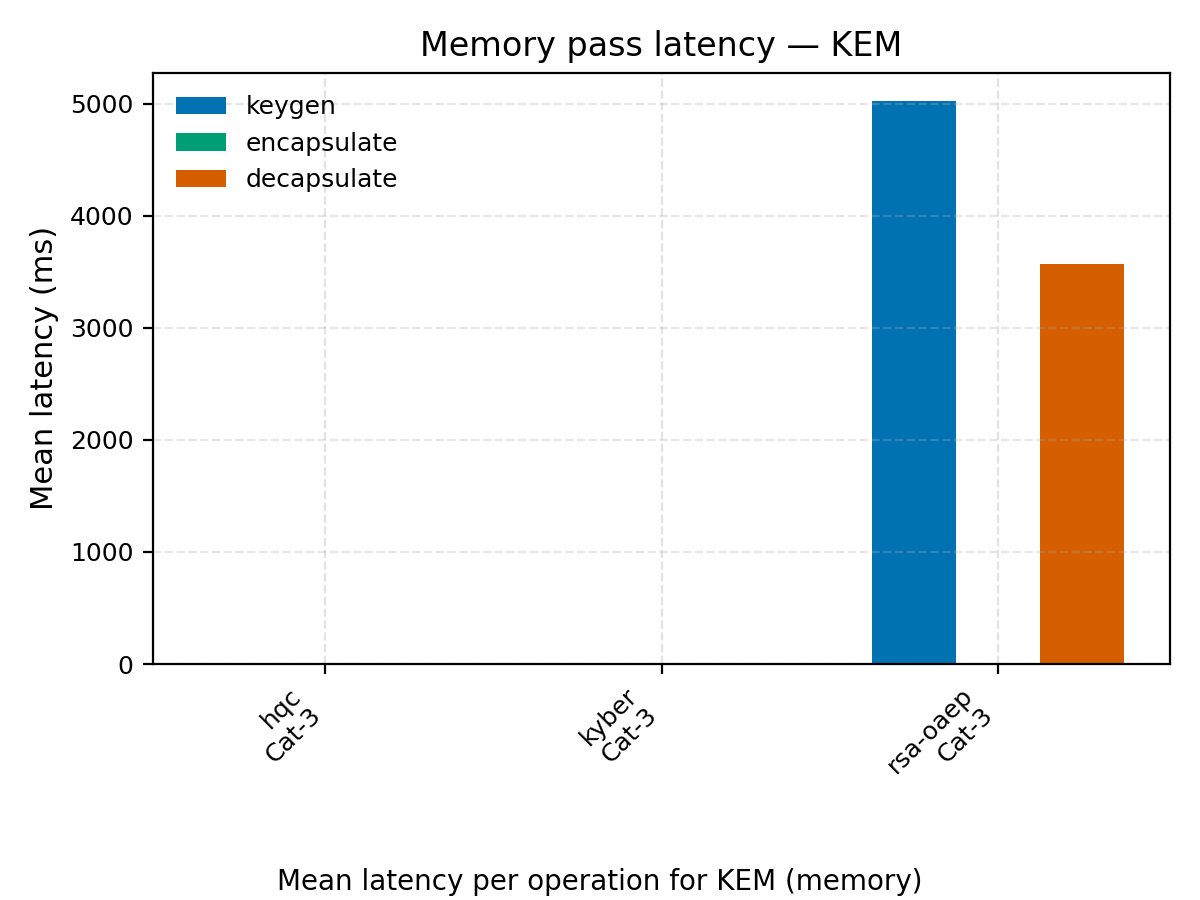 Memory pass latency — KEM
keygen
encapsulate
decapsulate
Mean latency (ms)
5000
4000
3000
2000
1000
0
hqc
Cat-3
kyber
Cat-3
rsa-oaep
Cat-3
Mean latency per operation for KEM (memory)